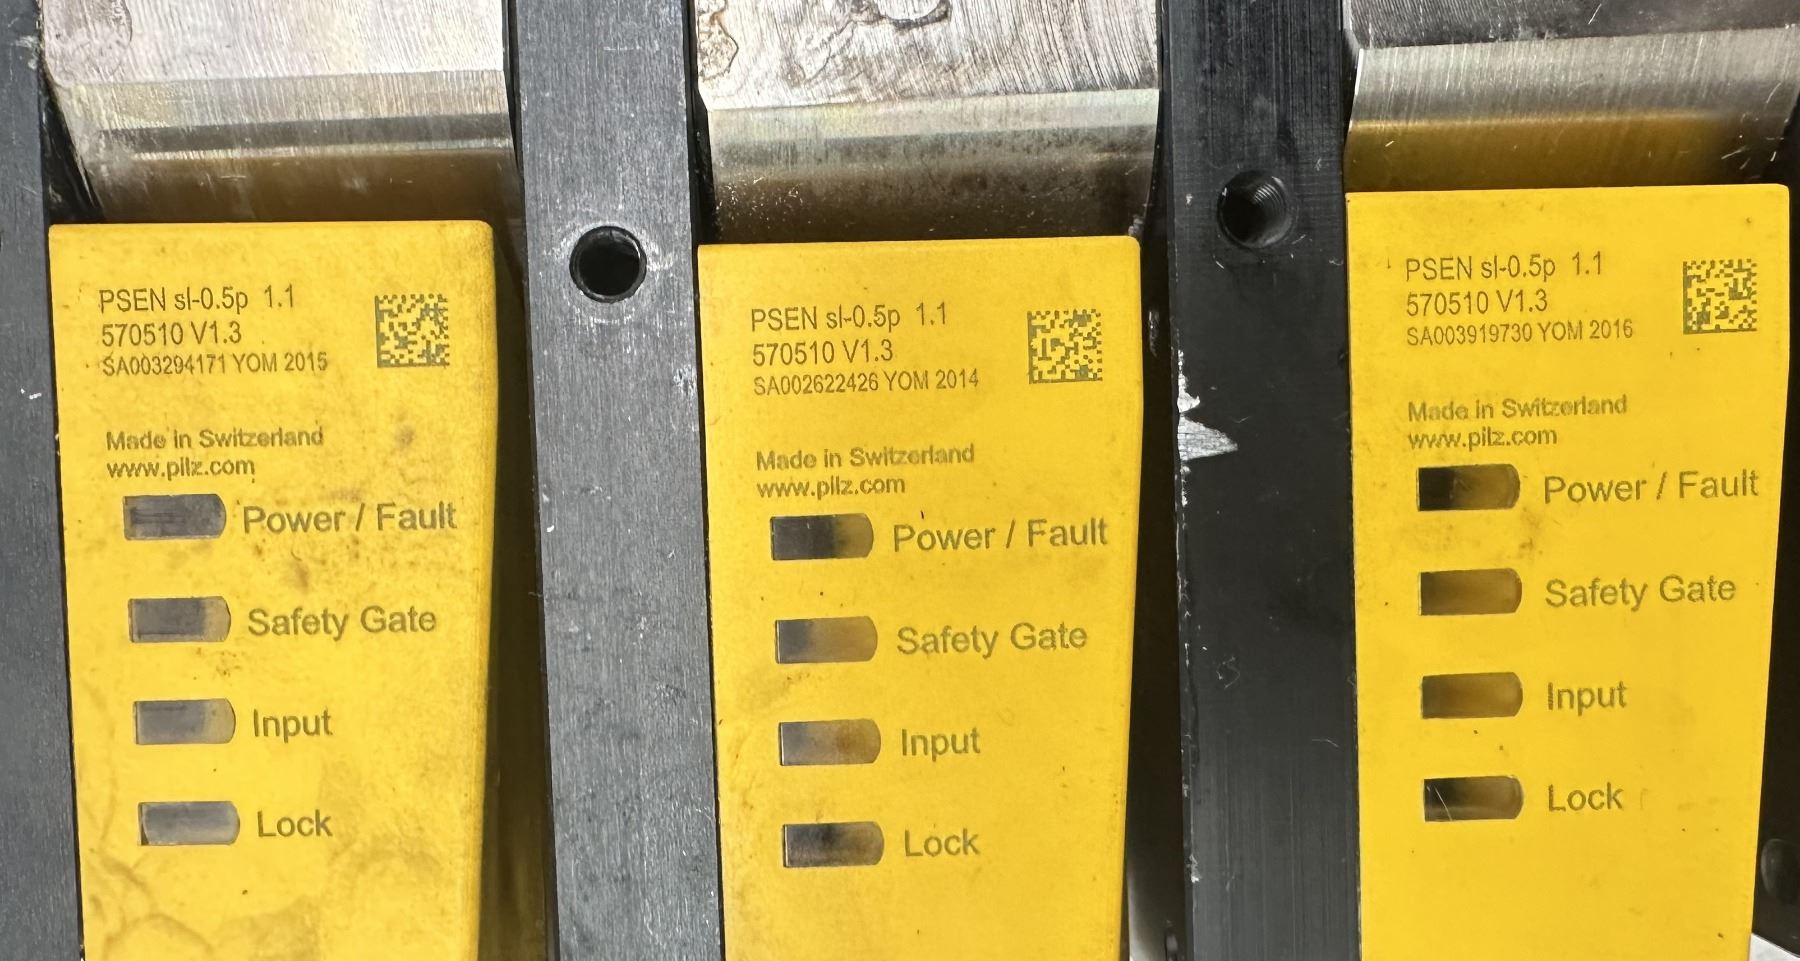 PSEN sl-0.5p 1.1
570510 V1.3
SA003294171 YOM 2015
Made in Switzerland
www.pilz.com
Power / Fault
Safety Gate
Input
Lock
PSEN sl-0.5p 1.1
570510 V1.3
SA002622426 YOM 2014
Made in Switzerland
www.pilz.com
Power / Fault
Safety Gate
Input
Lock
PSEN sl-0.5p 1.1
570510 V1.3
SA003919730 YOM 2016
Made in Switzerland
www.pilz.com
Power / Fault
Safety Gate
Input
Lock